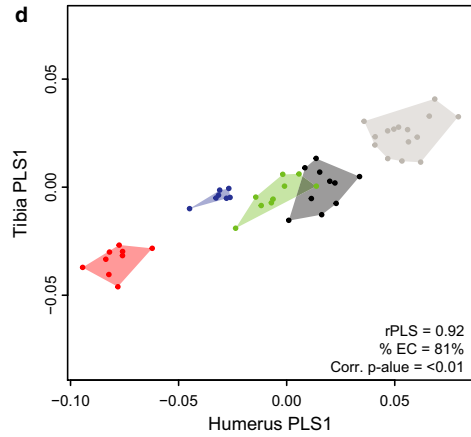 d
Tibia PLS1
0.05
0.00
−0.05
rPLS = 0.92
% EC = 81%
Corr. p-alue = <0.01
−0.10
−0.05
0.00
0.05
Humerus PLS1